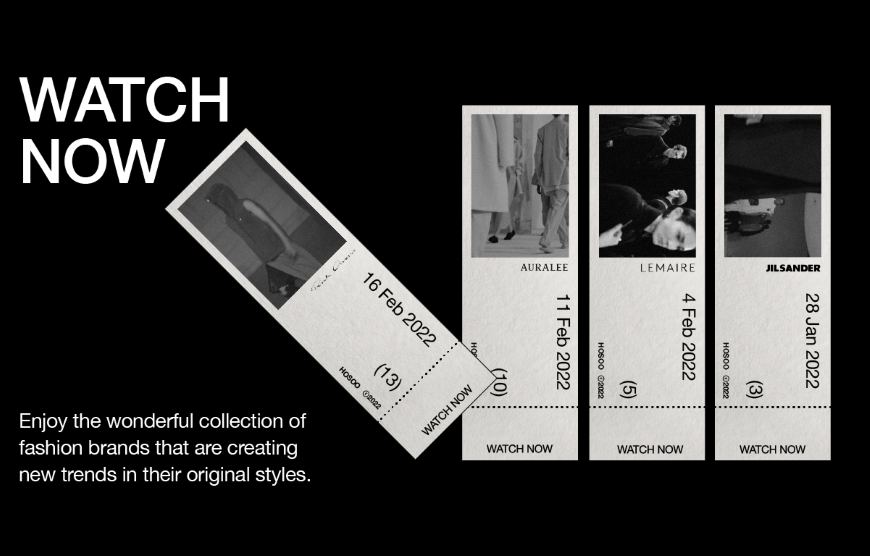 WATCH
NOW
Enjoy the wonderful collection of
fashion brands that are creating
new trends in their original styles.
16 Feb 2022
(13)
HOSOO ©2022
WATCH NOW
AURALEE
11 Feb 2022
(10)
WATCH NOW
LEMAIRE
4 Feb 2022
(5)
HOSOO ©2022
WATCH NOW
JILSANDER
28 Jan 2022
(3)
HOSOO ©2022
WATCH NOW